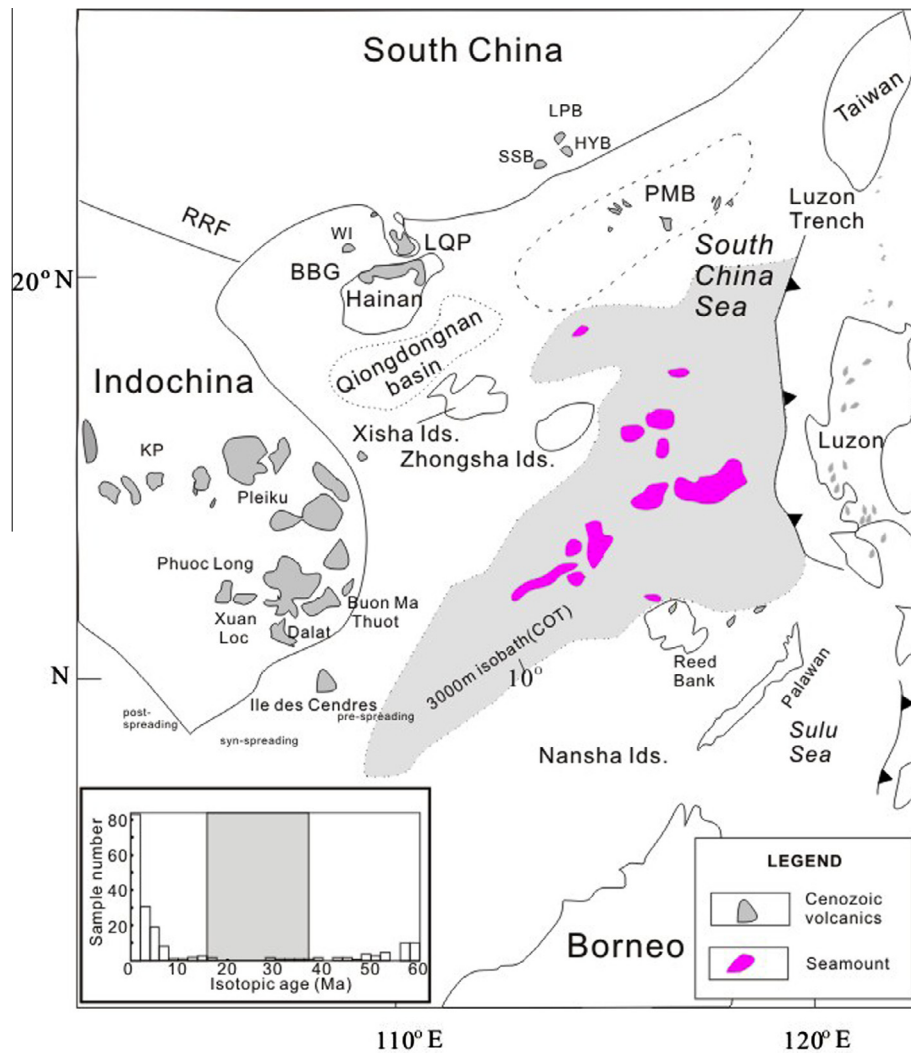 South China
Taiwan
LPB
HYB
SSB
PMB
Luzon
Trench
RRF
WI
LQP
South
China
Sea
20° N
BBG
Hainan
Qiongdongnan
basin
Indochina
Xisha Ids.
Zhongsha Ids.
Luzon
KP
Pleiku
Phuoc Long
Buon Ma
Thuot
Xuan
Loc
Dalat
3000m isobath(COT)
10°
Reed
Bank
N
Ile des Cendres
Palawan
post-
spreading
syn-spreading
pre-spreading
Sulu
Sea
Nansha Ids.
80
60
40
20
Sample number
0 10 20 30 40 50 60
Isotopic age (Ma)
Borneo
LEGEND
Cenozoic
volcanics
Seamount
110° E
120° E